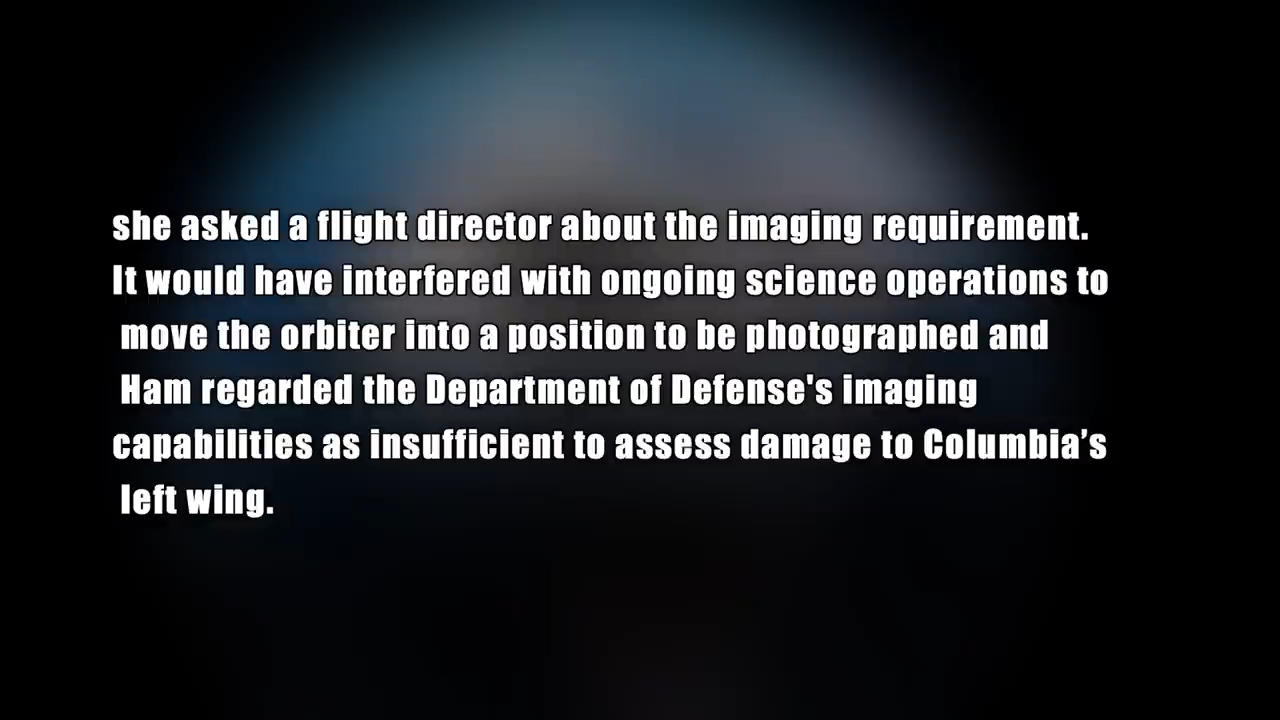 she asked a flight director about the imaging requirement.
It would have interfered with ongoing science operations to
move the orbiter into a position to be photographed and
Ham regarded the Department of Defense's imaging
capabilities as insufficient to assess damage to Columbia’s
left wing.